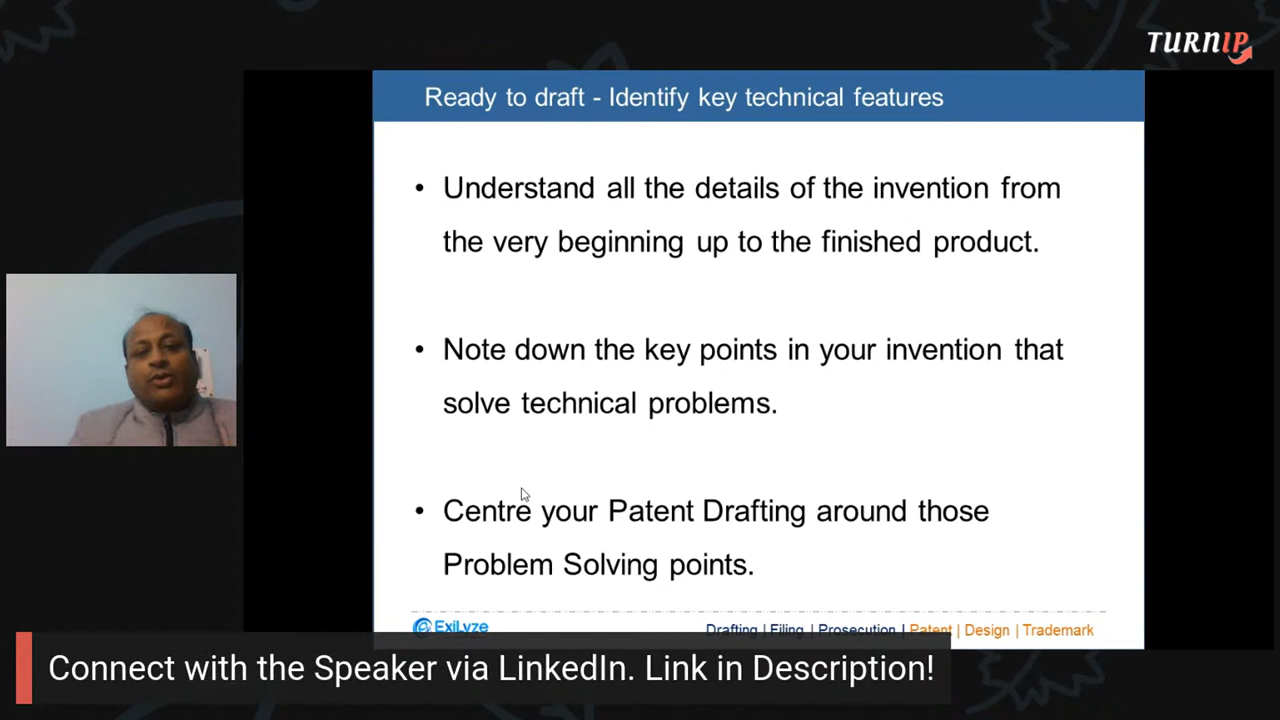 TURNIP
Ready to draft - Identify key technical features
• Understand all the details of the invention from
the very beginning up to the finished product.
• Note down the key points in your invention that
solve technical problems.
• Centre your Patent Drafting around those
Problem Solving points.
ExiLyze
Drafting | Filing | Prosecution | Patent | Design | Trademark
Connect with the Speaker via LinkedIn. Link in Description!